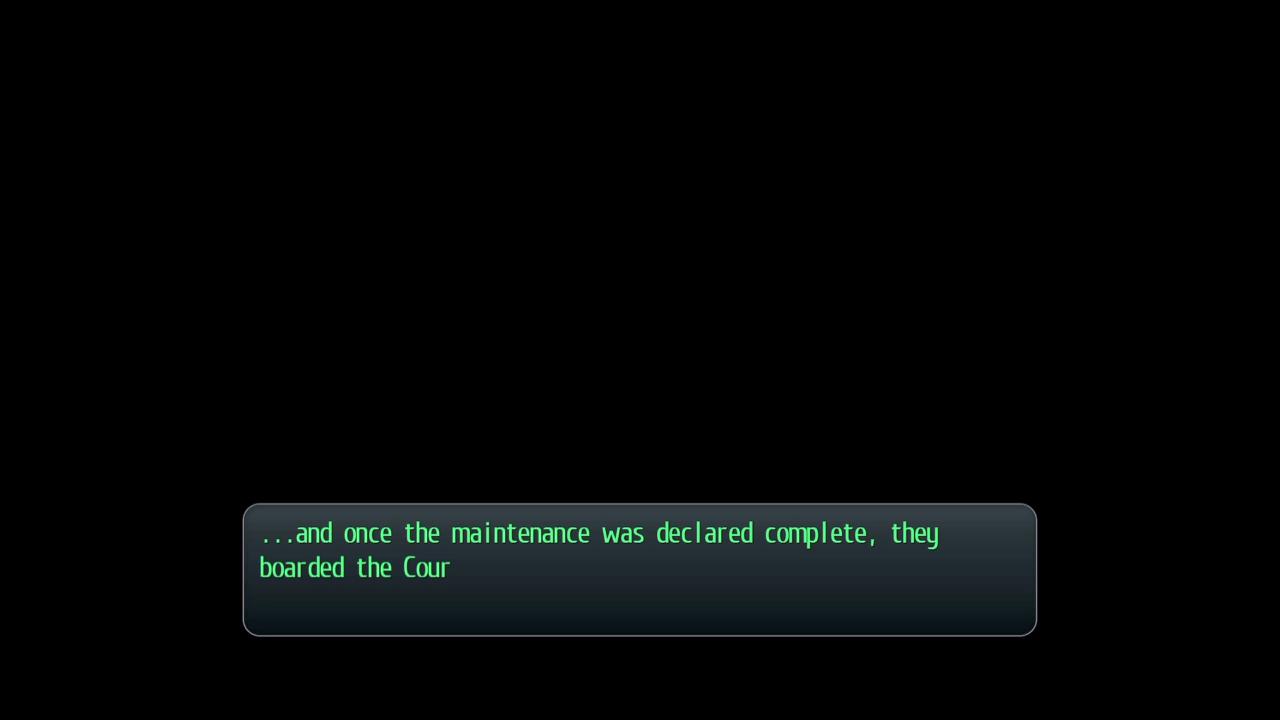 ...and once the maintenance was declared complete, they
boarded the Cour